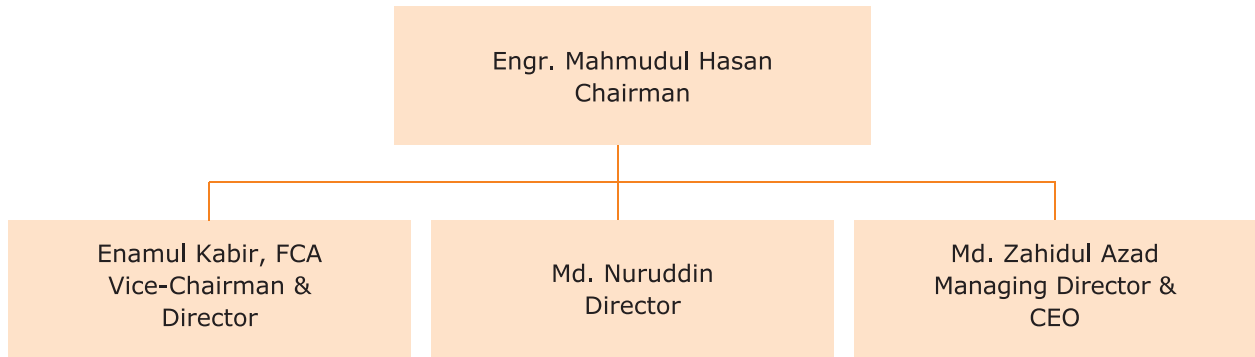 Engr. Mahmudul Hasan
Chairman
Enamul Kabir, FCA
Vice-Chairman &
Director
Md. Nuruddin
Director
Md. Zahidul Azad
Managing Director &
CEO